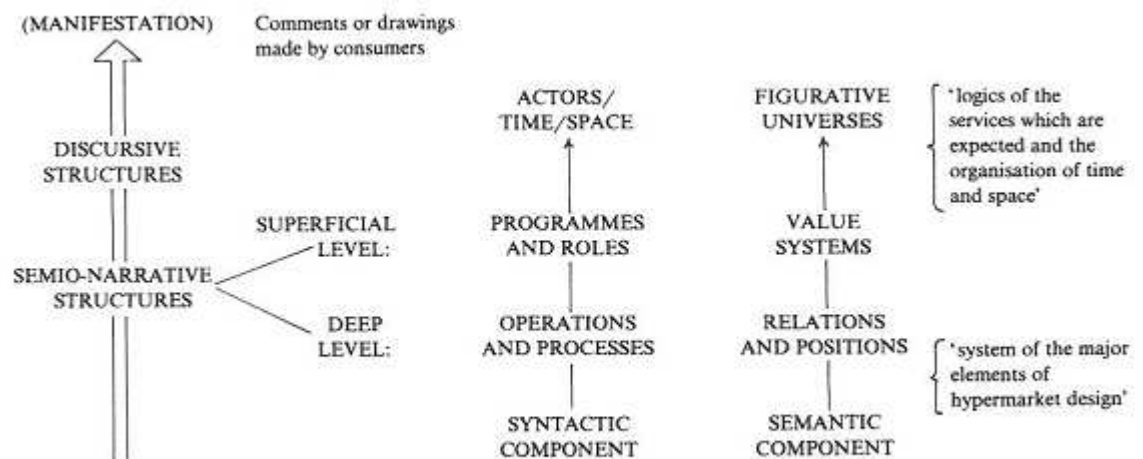 (MANIFESTATION)
Comments or drawings
made by consumers
ACTORS/
TIME/SPACE
FIGURATIVE
UNIVERSES
'logics of the
services which are
expected and the
organisation of time
and space'
DISCURSIVE
STRUCTURES
SUPERFICIAL
LEVEL:
PROGRAMMES
AND ROLES
VALUE
SYSTEMS
SEMIO-NARRATIVE
STRUCTURES
DEEP
LEVEL:
OPERATIONS
AND PROCESSES
RELATIONS
AND POSITIONS
'system of the major
elements of
hypermarket design'
SYNTACTIC
COMPONENT
SEMANTIC
COMPONENT